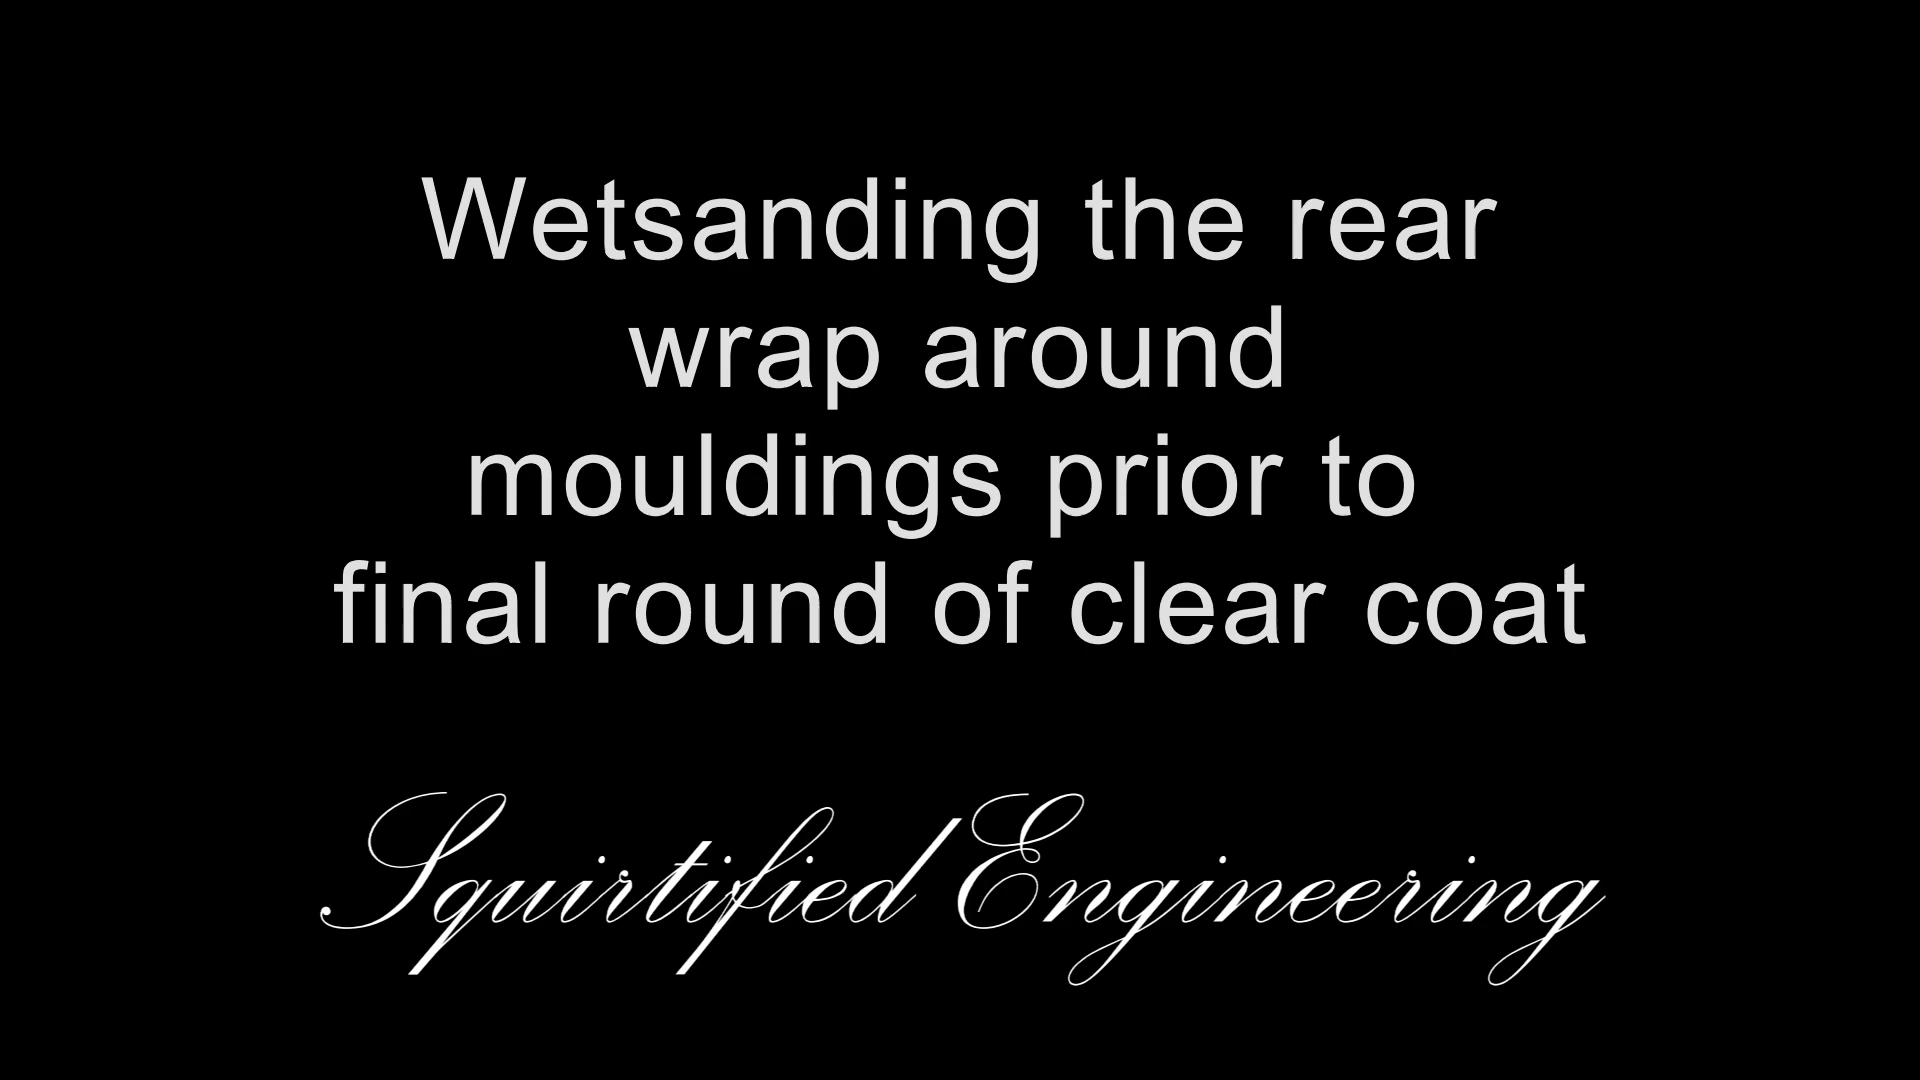 Wetsanding the rear
wrap around
mouldings prior to
final round of clear coat
Squirtified Engineering